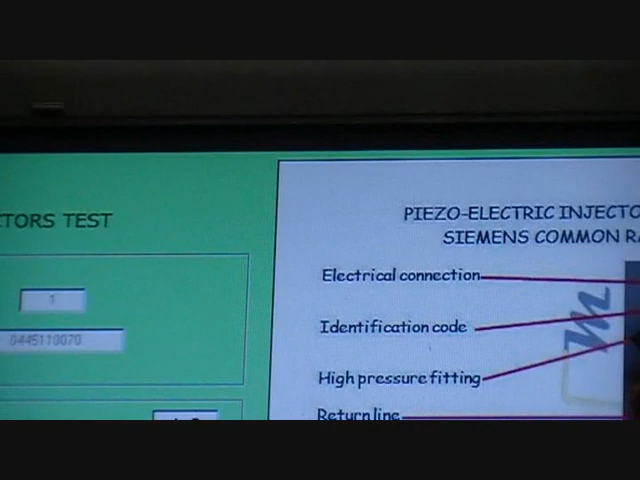 TORS TEST
1
0445110070
PIEZO-ELECTRIC INJECTO
SIEMENS COMMON RA
Electrical connection
Identification code
High pressure fitting
Return line